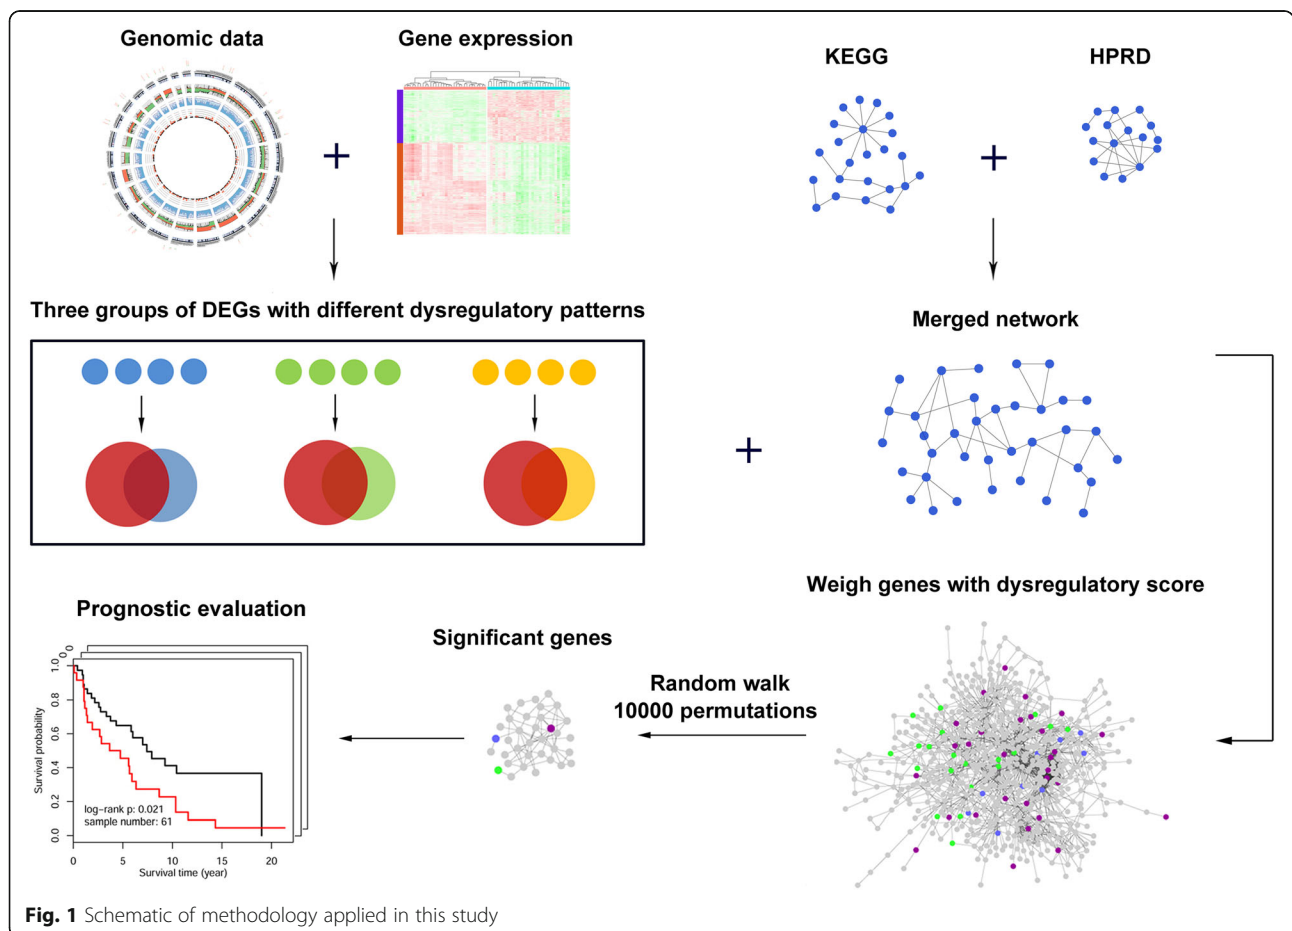 Genomic data
Gene expression
KEGG
HPRD
+
+
Three groups of DEGs with different dysregulatory patterns
Merged network
+
Weigh genes with dysregulatory score
Prognostic evaluation
Significant genes
Random walk
10000 permutations
0
0
1.0
0.8
0.6
0.4
0.2
0.0
Survival probability
log-rank p: 0.021
sample number: 61
0 5 10 15 20
Survival time (year)
Fig. 1 Schematic of methodology applied in this study